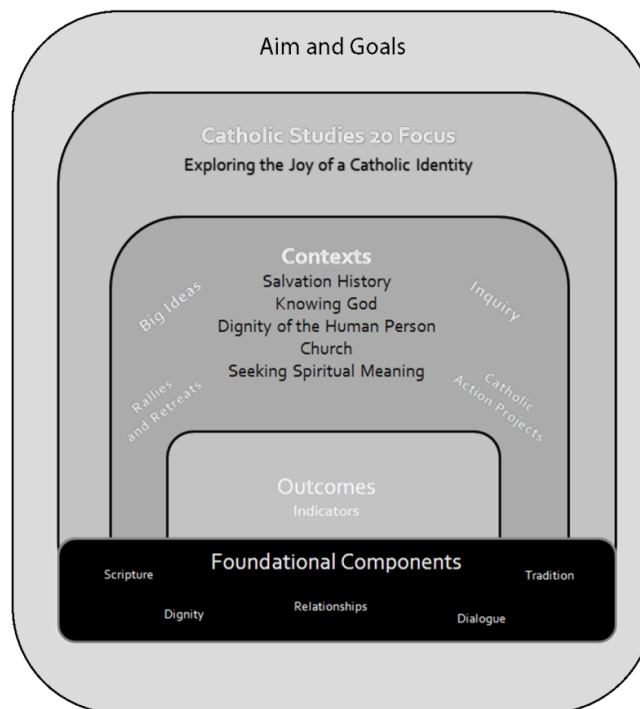 Aim and Goals
Catholic Studies 20 Focus
Exploring the Joy of a Catholic Identity
Contexts
Salvation History
Knowing God
Dignity of the Human Person
Church
Seeking Spiritual Meaning
Big Ideas
Inquiry
Rallies
and Retreats
Catholic
Action Projects
Outcomes
Indicators
Foundational Components
Scripture
Tradition
Relationships
Dignity
Dialogue